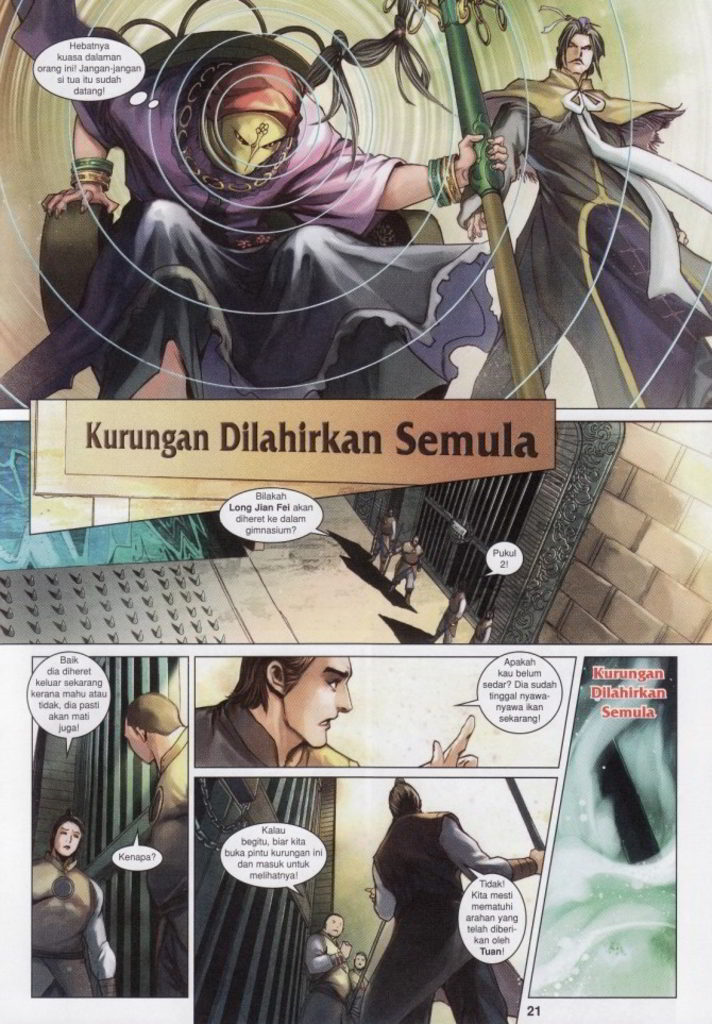 Hebatnya
kuasa dalaman
orang ini! Jangan-jangan
si tua itu sudah
datang!
Kurungan Dilahirkan Semula
Bilakah
Long Jian Fei akan
diheret ke dalam
gimnasium?
Pukul
2!
Baik
dia diheret
keluar sekarang
kerana mahu atau
tidak, dia pasti
akan mati
juga!
Kenapa?
Apakah
kau belum
sedar? Dia sudah
tinggal nyawa-
nyawa ikan
sekarang!
Kalau
begitu, biar kita
buka pintu kurungan ini
dan masuk untuk
melihatnya!
Tidak!
Kita mesti
mematuhi
arahan yang
telah diberi-
kan oleh
Tuan!
Kurungan
Dilahirkan
Semula
21